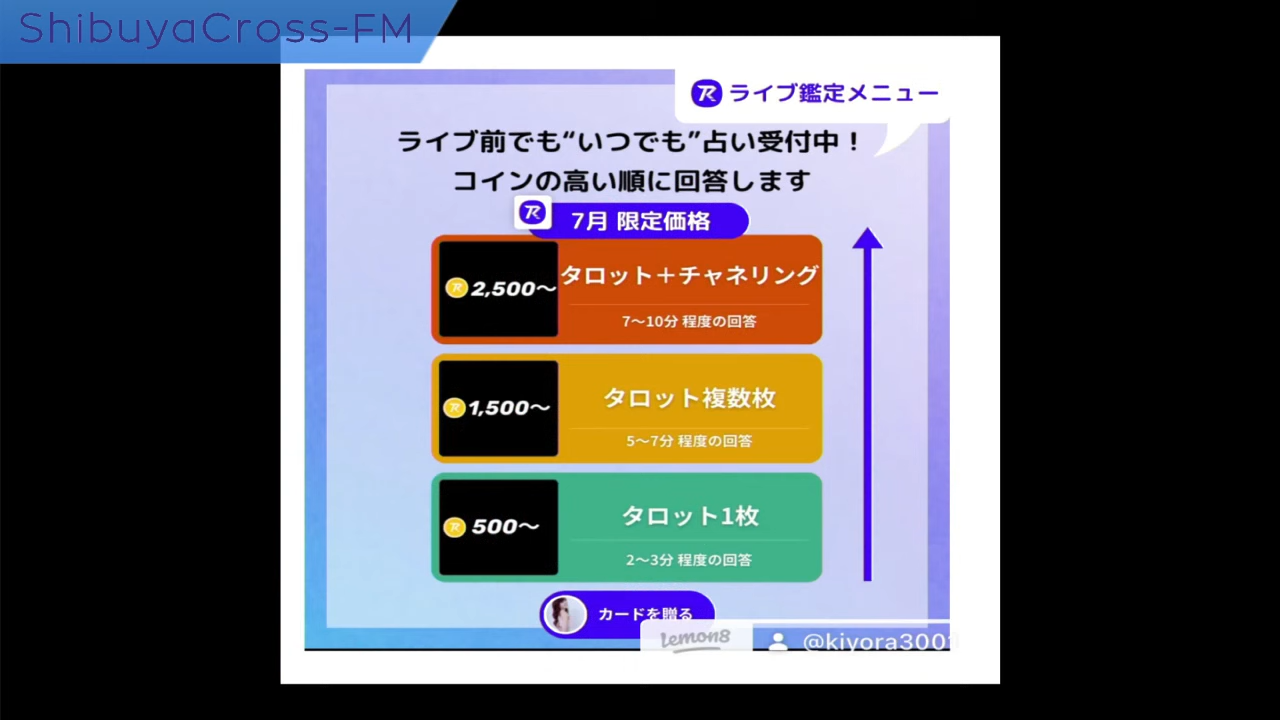 ShibuyaCross-FM
ライブ鑑定メニュー
ライブ前でも“いつでも”占い受付中！
コインの高い順に回答します
7月 限定価格
2,500〜
タロット＋チャネリング
7〜10分 程度の回答
1,500〜
タロット複数枚
5〜7分 程度の回答
500〜
タロット1枚
2〜3分 程度の回答
カードを贈る
lemon8
@kiyora3001